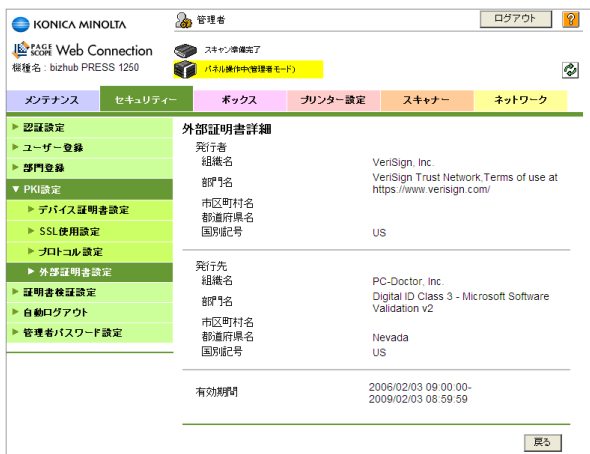 KONICA MINOLTA
管理者
ログアウト
?
PAGE SCOPE Web Connection
スキャン準備完了
機種名 : bizhub PRESS 1250
パネル操作中(管理者モード)
メンテナンス
セキュリティー
ボックス
プリンター設定
スキャナー
ネットワーク
認証設定
ユーザー登録
部門登録
PKI設定
デバイス証明書設定
SSL使用設定
プロトコル設定
外部証明書設定
証明書検証設定
自動ログアウト
管理者パスワード設定
外部証明書詳細
発行者
組織名 VeriSign, Inc.
部門名 VeriSign Trust Network,Terms of use at
https://www.verisign.com/
市区町村名
都道府県名
国別記号 US
発行先
組織名 PC-Doctor, Inc.
部門名 Digital ID Class 3 - Microsoft Software
Validation v2
市区町村名
都道府県名 Nevada
国別記号 US
有効期間 2006/02/03 09:00:00-
2009/02/03 08:59:59
戻る